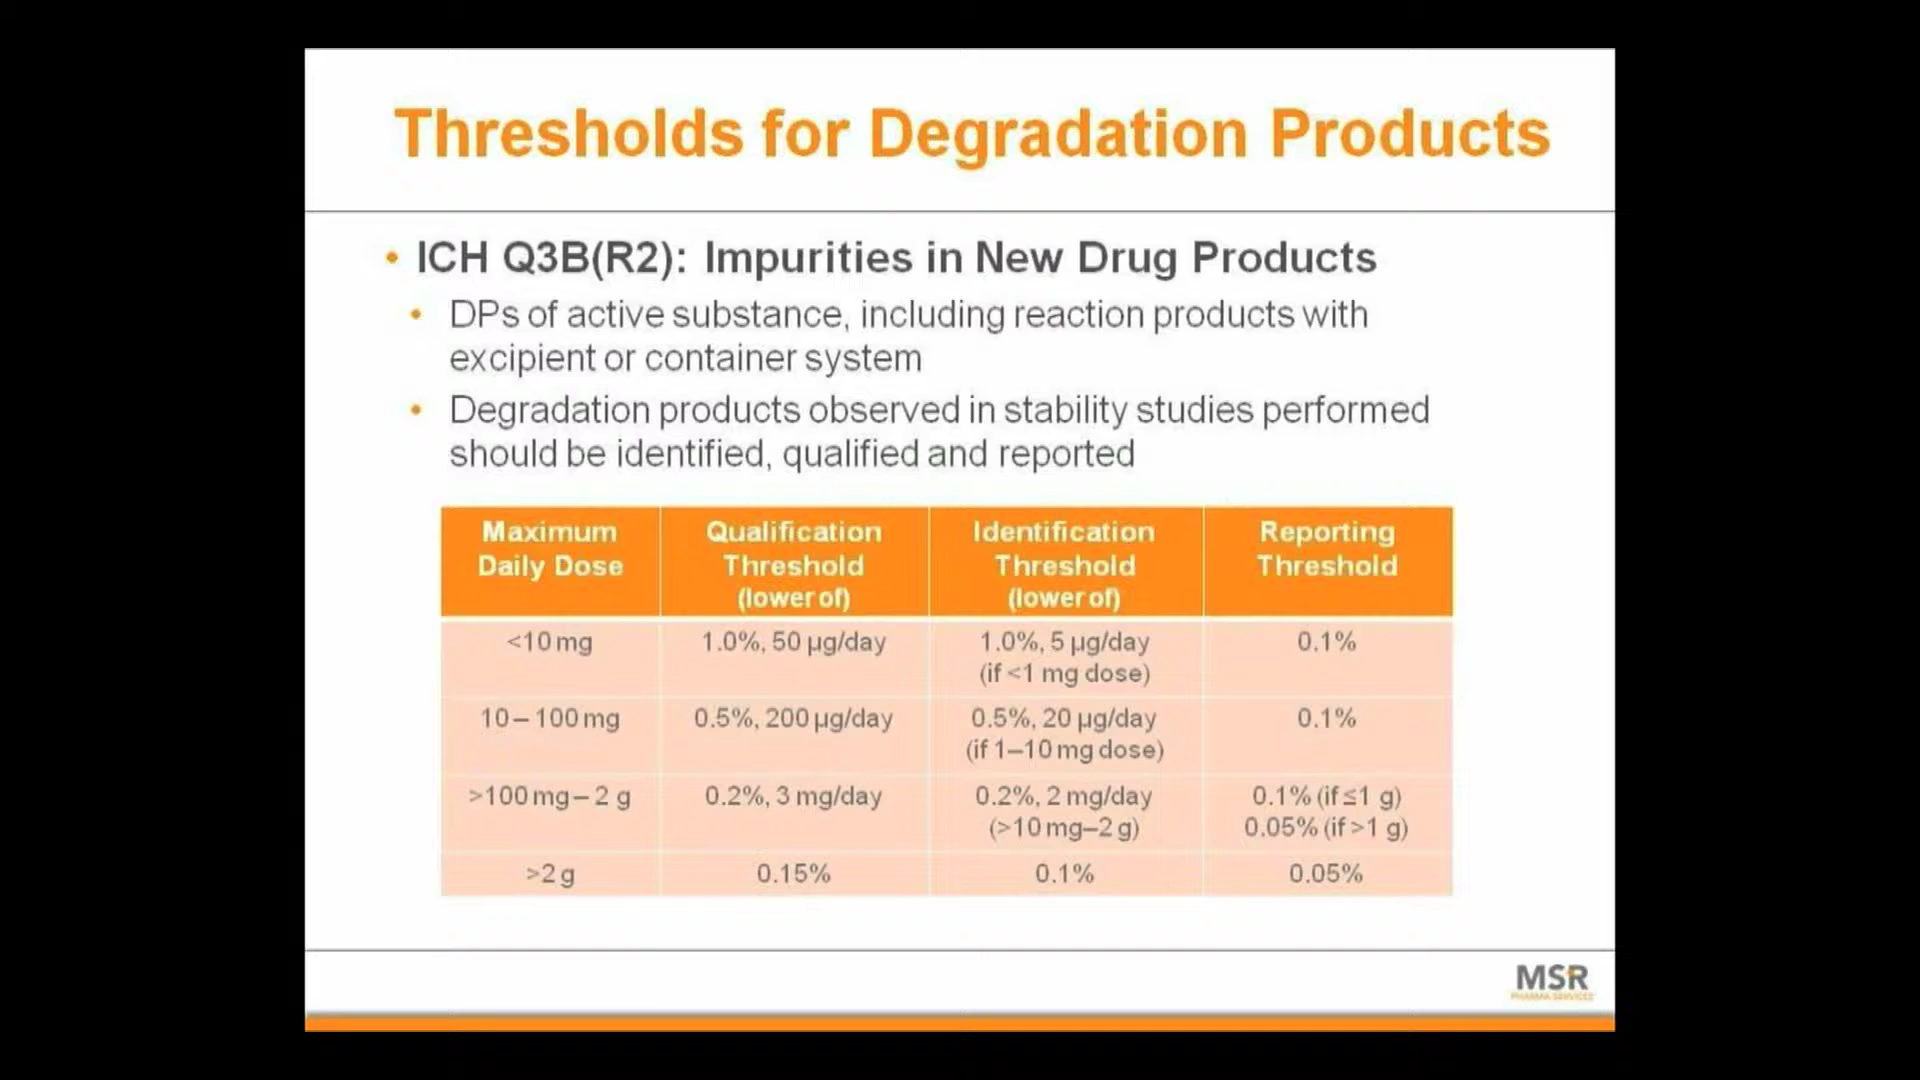 Thresholds for Degradation Products
• ICH Q3B(R2): Impurities in New Drug Products
• DPs of active substance, including reaction products with
excipient or container system
• Degradation products observed in stability studies performed
should be identified, qualified and reported
Maximum Daily Dose
Qualification Threshold (lower of)
Identification Threshold (lower of)
Reporting Threshold
<10 mg
1.0%, 50 µg/day
1.0%, 5 µg/day
(if <1 mg dose)
0.1%
10 – 100 mg
0.5%, 200 µg/day
0.5%, 20 µg/day
(if 1–10 mg dose)
0.1%
>100 mg – 2 g
0.2%, 3 mg/day
0.2%, 2 mg/day
(>10 mg–2 g)
0.1% (if ≤1 g)
0.05% (if >1 g)
>2 g
0.15%
0.1%
0.05%
MSR
PHARMA SERVICES